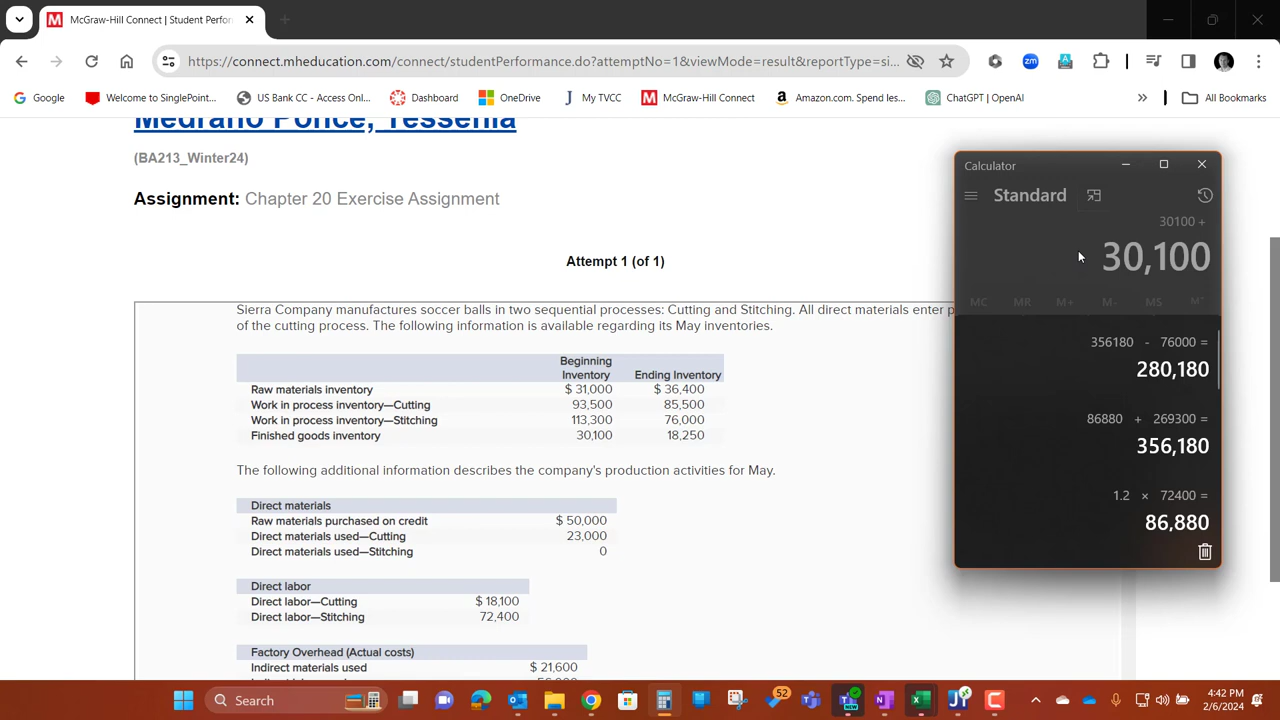 McGraw-Hill Connect | Student Perfor
https://connect.mheducation.com/connect/studentPerformance.do?attemptNo=1&viewMode=result&reportType=si...
Google
Welcome to SinglePoint...
US Bank CC - Access Onl...
Dashboard
OneDrive
My TVCC
McGraw-Hill Connect
Amazon.com. Spend les...
ChatGPT | OpenAI
All Bookmarks
Medrano Ponce, Yessenia
(BA213_Winter24)
Assignment: Chapter 20 Exercise Assignment
Attempt 1 (of 1)
Sierra Company manufactures soccer balls in two sequential processes: Cutting and Stitching. All direct materials enter p
of the cutting process. The following information is available regarding its May inventories.
Beginning
Inventory Ending Inventory
Raw materials inventory $ 31,000 $ 36,400
Work in process inventory—Cutting 93,500 85,500
Work in process inventory—Stitching 113,300 76,000
Finished goods inventory 30,100 18,250
The following additional information describes the company's production activities for May.
Direct materials
Raw materials purchased on credit $ 50,000
Direct materials used—Cutting 23,000
Direct materials used—Stitching 0
Direct labor
Direct labor—Cutting $ 18,100
Direct labor—Stitching 72,400
Factory Overhead (Actual costs)
Indirect materials used $ 21,600
Calculator
Standard
30100 +
30,100
MC MR M+ M- MS M˅
356180 - 76000 =
280,180
86880 + 269300 =
356,180
1.2 × 72400 =
86,880
Search
52
4:42 PM
2/6/2024